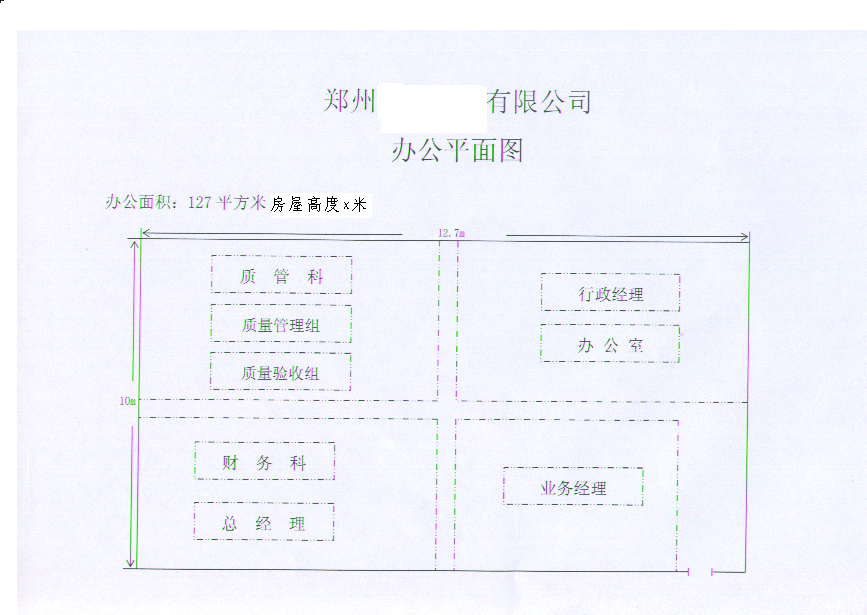 郑州 有限公司
办公平面图
办公面积：127平方米 房屋高度x米
12.7m
质 管 科
行政经理
质量管理组
办 公 室
质量验收组
10m
财 务 科
业务经理
总 经 理